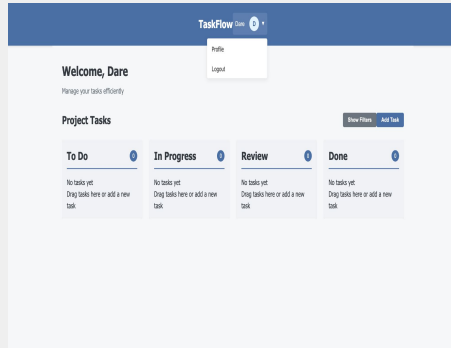 TaskFlow Dare D ▼
Profile
Logout
Welcome, Dare
Manage your tasks efficiently
Project Tasks
Show Filters Add Task
To Do 0
No tasks yet
Drag tasks here or add a new
task
In Progress 0
No tasks yet
Drag tasks here or add a new
task
Review 0
No tasks yet
Drag tasks here or add a new
task
Done 0
No tasks yet
Drag tasks here or add a new
task